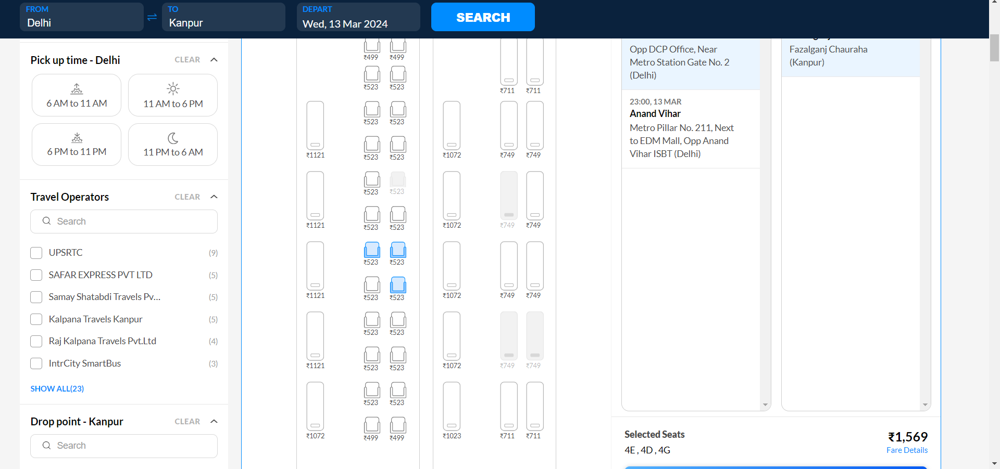 FROM
Delhi
TO
Kanpur
DEPART
Wed, 13 Mar 2024
SEARCH
Pick up time - Delhi
CLEAR
6 AM to 11 AM
11 AM to 6 PM
6 PM to 11 PM
11 PM to 6 AM
Travel Operators
CLEAR
Search
UPSRTC (9)
SAFAR EXPRESS PVT LTD (5)
Samay Shatabdi Travels Pv... (5)
Kalpana Travels Kanpur (5)
Raj Kalpana Travels Pvt.Ltd (4)
IntrCity SmartBus (3)
SHOW ALL(23)
Drop point - Kanpur
CLEAR
Search
₹499 ₹499
₹523 ₹523
₹711 ₹711
₹523 ₹523
₹1121 ₹523 ₹523 ₹1072 ₹749 ₹749
₹523 ₹523
₹1121 ₹523 ₹523 ₹1072 ₹749 ₹749
₹523 ₹523
₹1121 ₹523 ₹523 ₹1072 ₹749 ₹749
₹523 ₹523
₹1121 ₹523 ₹523 ₹1072 ₹749 ₹749
₹523 ₹523
₹1072 ₹499 ₹499 ₹1023 ₹711 ₹711
Opp DCP Office, Near
Metro Station Gate No. 2
(Delhi)
23:00, 13 MAR
Anand Vihar
Metro Pillar No. 211, Next
to EDM Mall, Opp Anand
Vihar ISBT (Delhi)
Fazalganj Chauraha
(Kanpur)
Selected Seats
4E , 4D , 4G
₹1,569
Fare Details